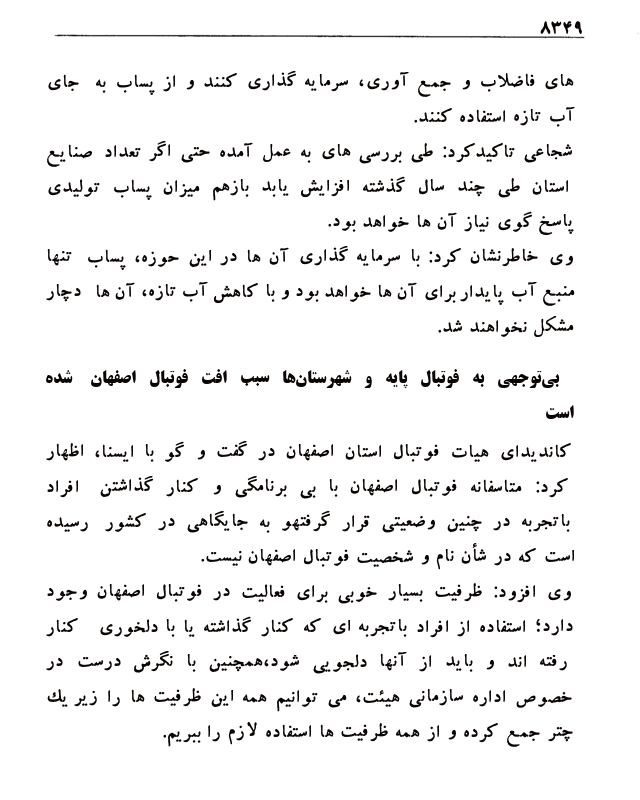 ۸۳۴۹
های فاضلاب و جمع آوری، سرمایه گذاری کنند و از پساب به جای
آب تازه استفاده کنند.
شجاعی تاکیدکرد: طی بررسی های به عمل آمده حتی اگر تعداد صنایع
استان طی چند سال گذشته افزایش یابد بازهم میزان پساب تولیدی
پاسخ گوی نیاز آن ها خواهد بود.
وی خاطرنشان کرد: با سرمایه گذاری آن ها در این حوزه، پساب تنها
منبع آب پایدار برای آن ها خواهد بود و با کاهش آب تازه، آن ها دچار
مشکل نخواهند شد.
بی‌توجهی به فوتبال پایه و شهرستان‌ها سبب افت فوتبال اصفهان شده
است
کاندیدای هیات فوتبال استان اصفهان در گفت و گو با ایسنا، اظهار
کرد: متاسفانه فوتبال اصفهان با بی برنامگی و کنار گذاشتن افراد
باتجربه در چنین وضعیتی قرار گرفتهو به جایگاهی در کشور رسیده
است که در شأن نام و شخصیت فوتبال اصفهان نیست.
وی افزود: ظرفیت بسیار خوبی برای فعالیت در فوتبال اصفهان وجود
دارد؛ استفاده از افراد باتجربه ای که کنار گذاشته یا با دلخوری کنار
رفته اند و باید از آنها دلجویی شود،همچنین با نگرش درست در
خصوص اداره سازمانی هیئت، می توانیم همه این ظرفیت ها را زیر یك
چتر جمع کرده و از همه ظرفیت ها استفاده لازم را ببریم.